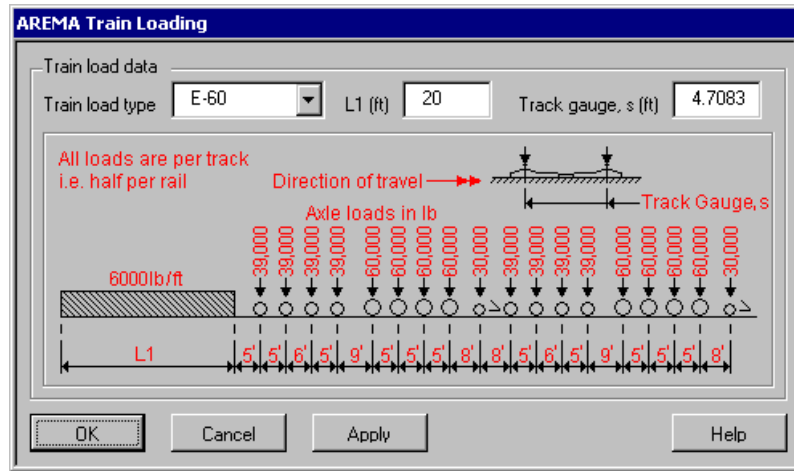 AREMA Train Loading
Train load data
Train load type E-60 L1 (ft) 20 Track gauge, s (ft) 4.7083
All loads are per track
i.e. half per rail
Direction of travel
Track Gauge, s
Axle loads in lb
39,000 39,000 39,000 39,000 60,000 60,000 60,000 60,000 30,000 39,000 39,000 39,000 39,000 60,000 60,000 60,000 60,000 30,000
6000lb/ft
L1 5' 5' 6' 5' 9' 5' 5' 5' 8' 8' 5' 6' 5' 9' 5' 5' 5' 8'
OK Cancel Apply Help